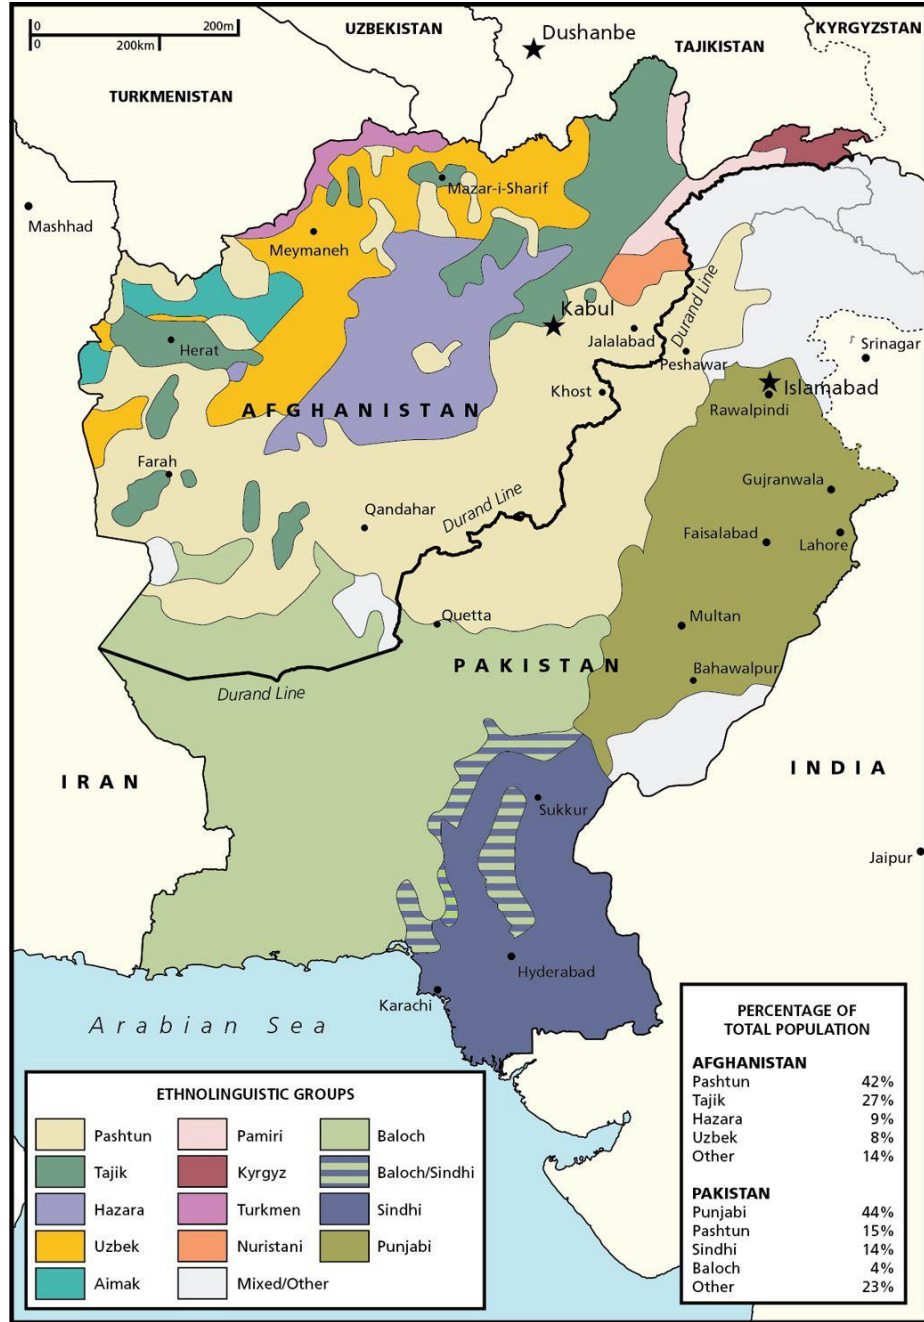 0 200m
0 200km
UZBEKISTAN
Dushanbe
KYRGYZSTAN
TAJIKISTAN
TURKMENISTAN
Mashhad
Mazar-i-Sharif
Meymaneh
Herat
Kabul
Jalalabad
Durand Line
Peshawar
Srinagar
Islamabad
Rawalpindi
Khost
AFGHANISTAN
Farah
Qandahar
Durand Line
Gujranwala
Faisalabad
Lahore
Quetta
Multan
PAKISTAN
Bahawalpur
Durand Line
IRAN
INDIA
Sukkur
Jaipur
Hyderabad
Karachi
Arabian Sea
ETHNOLINGUISTIC GROUPS
Pashtun
Tajik
Hazara
Uzbek
Aimak
Pamiri
Kyrgyz
Turkmen
Nuristani
Mixed/Other
Baloch
Baloch/Sindhi
Sindhi
Punjabi
PERCENTAGE OF
TOTAL POPULATION
AFGHANISTAN
Pashtun 42%
Tajik 27%
Hazara 9%
Uzbek 8%
Other 14%
PAKISTAN
Punjabi 44%
Pashtun 15%
Sindhi 14%
Baloch 4%
Other 23%